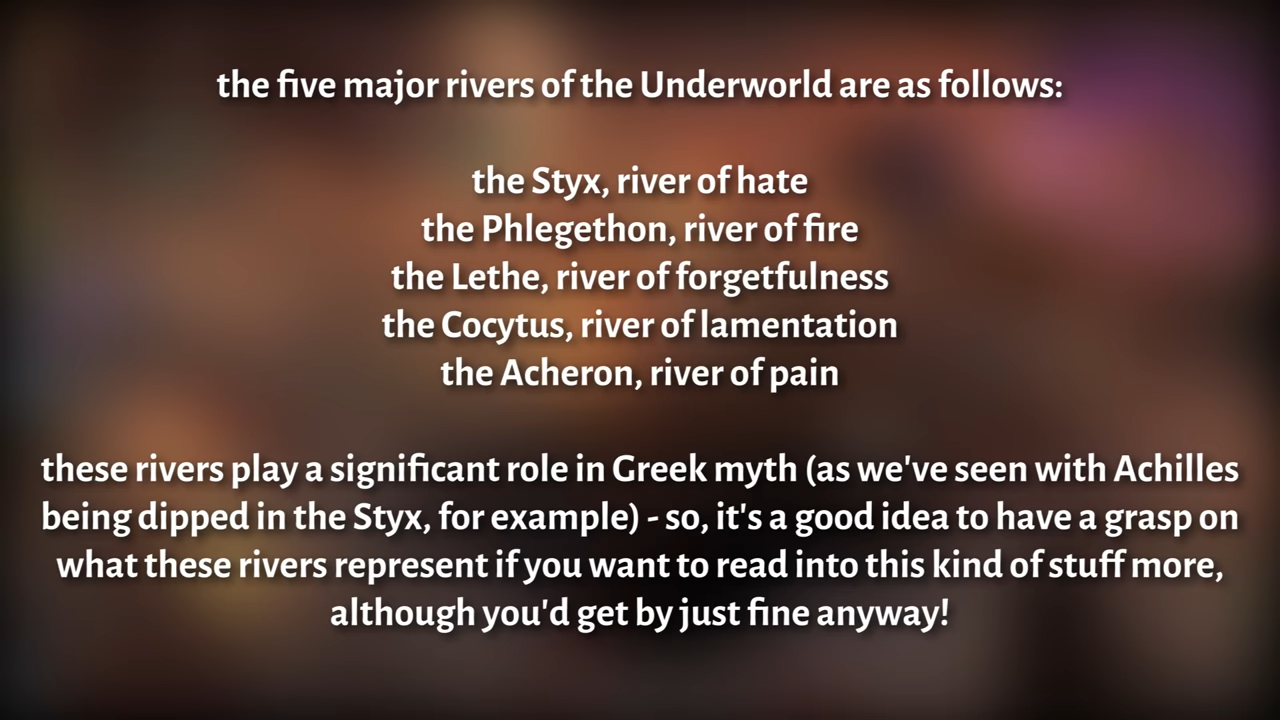 the five major rivers of the Underworld are as follows:
the Styx, river of hate
the Phlegethon, river of fire
the Lethe, river of forgetfulness
the Cocytus, river of lamentation
the Acheron, river of pain
these rivers play a significant role in Greek myth (as we've seen with Achilles
being dipped in the Styx, for example) - so, it's a good idea to have a grasp on
what these rivers represent if you want to read into this kind of stuff more,
although you'd get by just fine anyway!